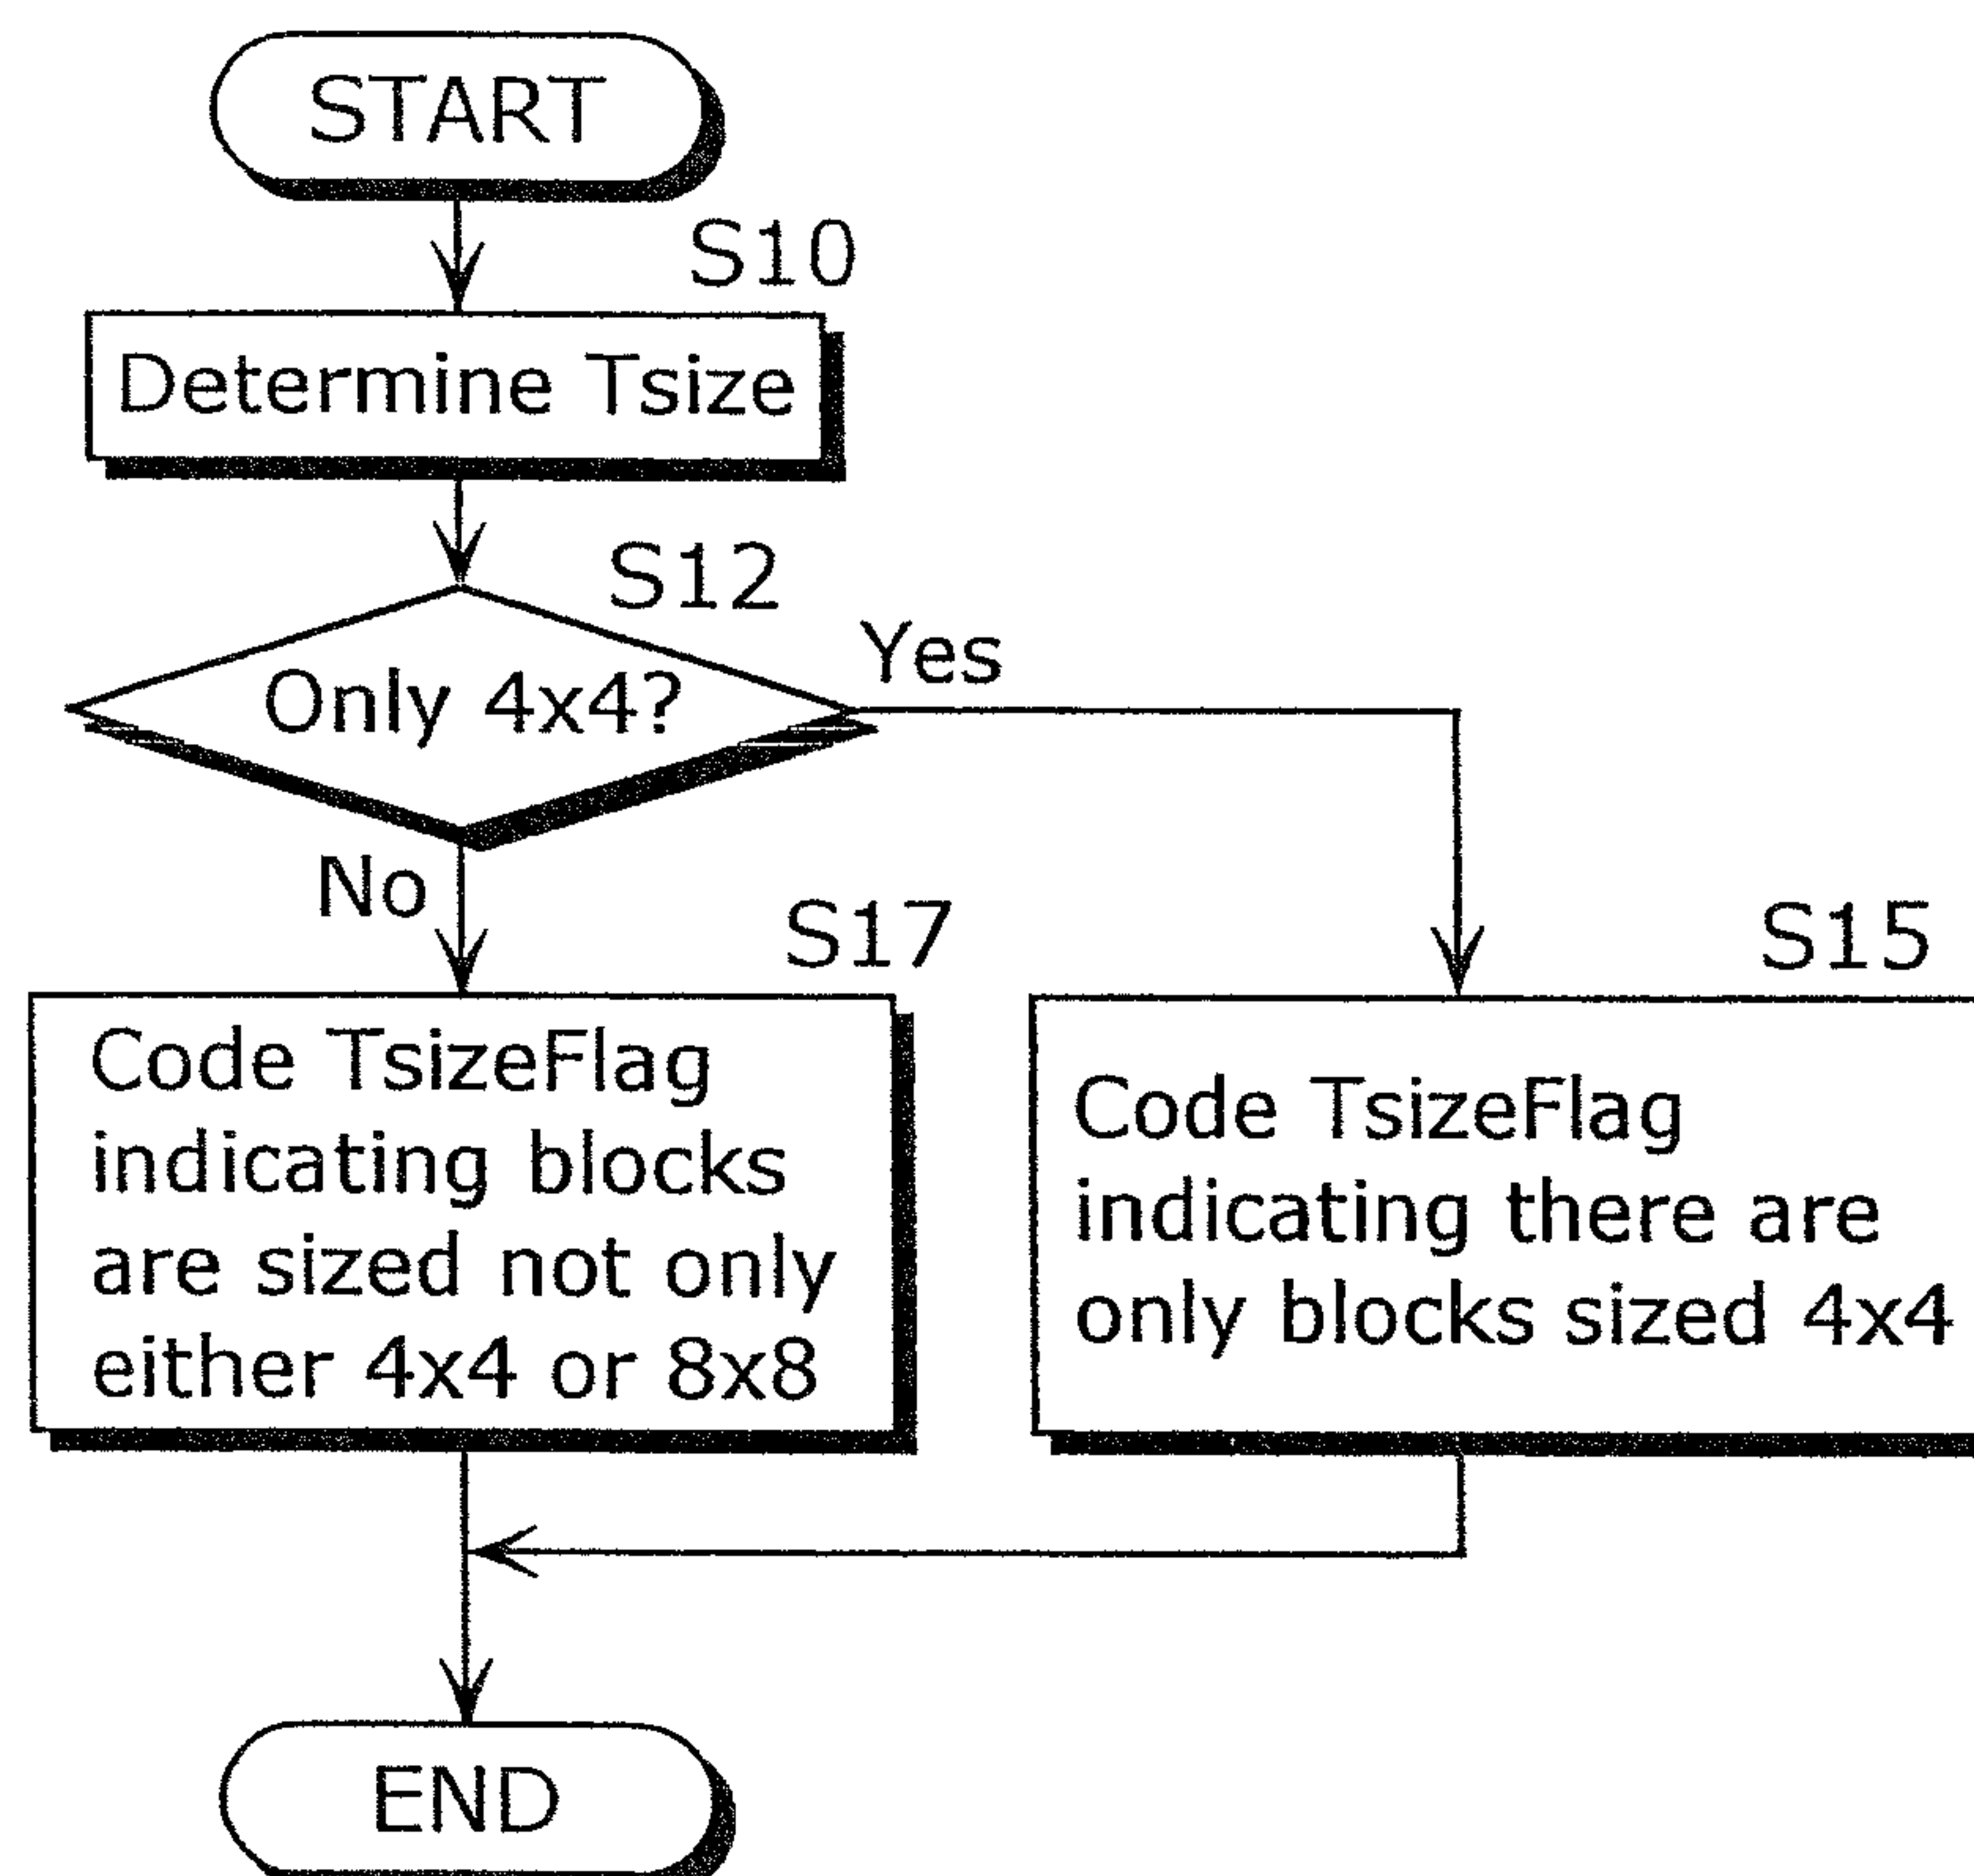 START
S10
Determine Tsize
S12
Only 4x4?
Yes
No
S17
Code TsizeFlag
indicating blocks
are sized not only
either 4x4 or 8x8
S15
Code TsizeFlag
indicating there are
only blocks sized 4x4
END